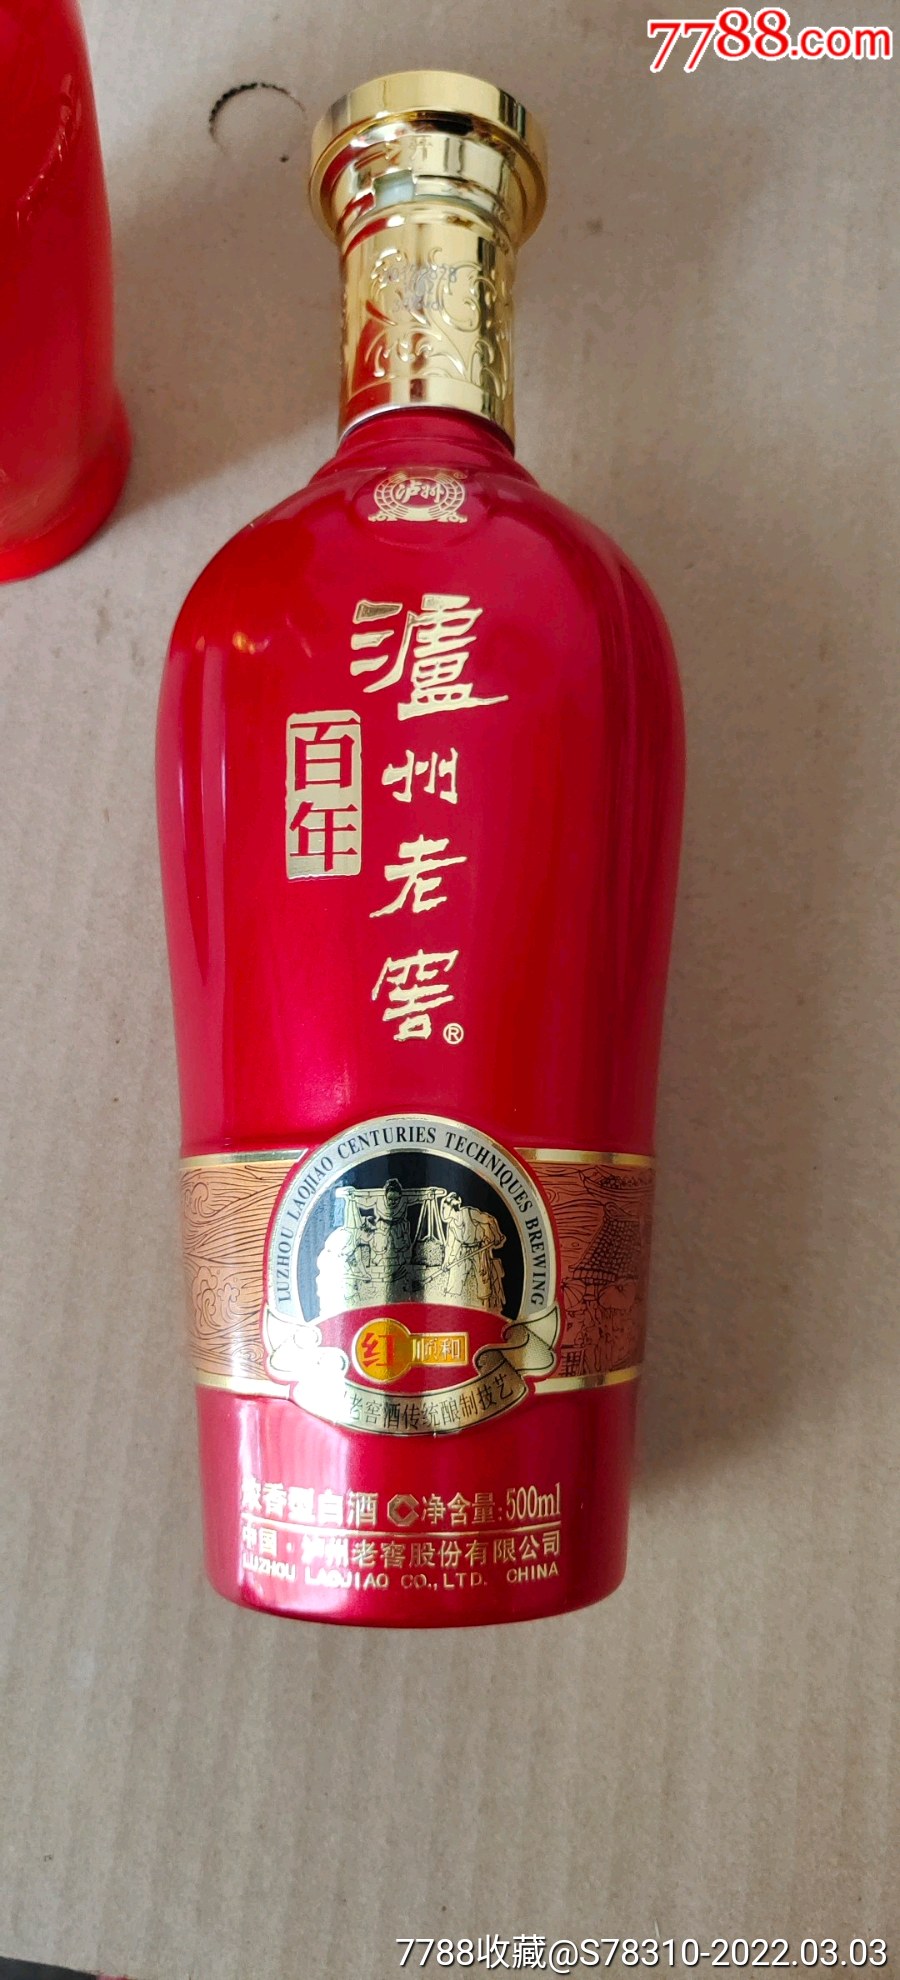 7788.com
泸州
瀘州老窖®
百年
LUZHOU LAOJIAO CENTURIES TECHNIQUES BREWING
红 顺和
老窖酒传统酿制技艺
浓香型白酒 净含量:500ml
中国·泸州老窖股份有限公司
LUZHOU LAOJIAO CO.,LTD. CHINA
7788收藏@S78310-2022.03.03